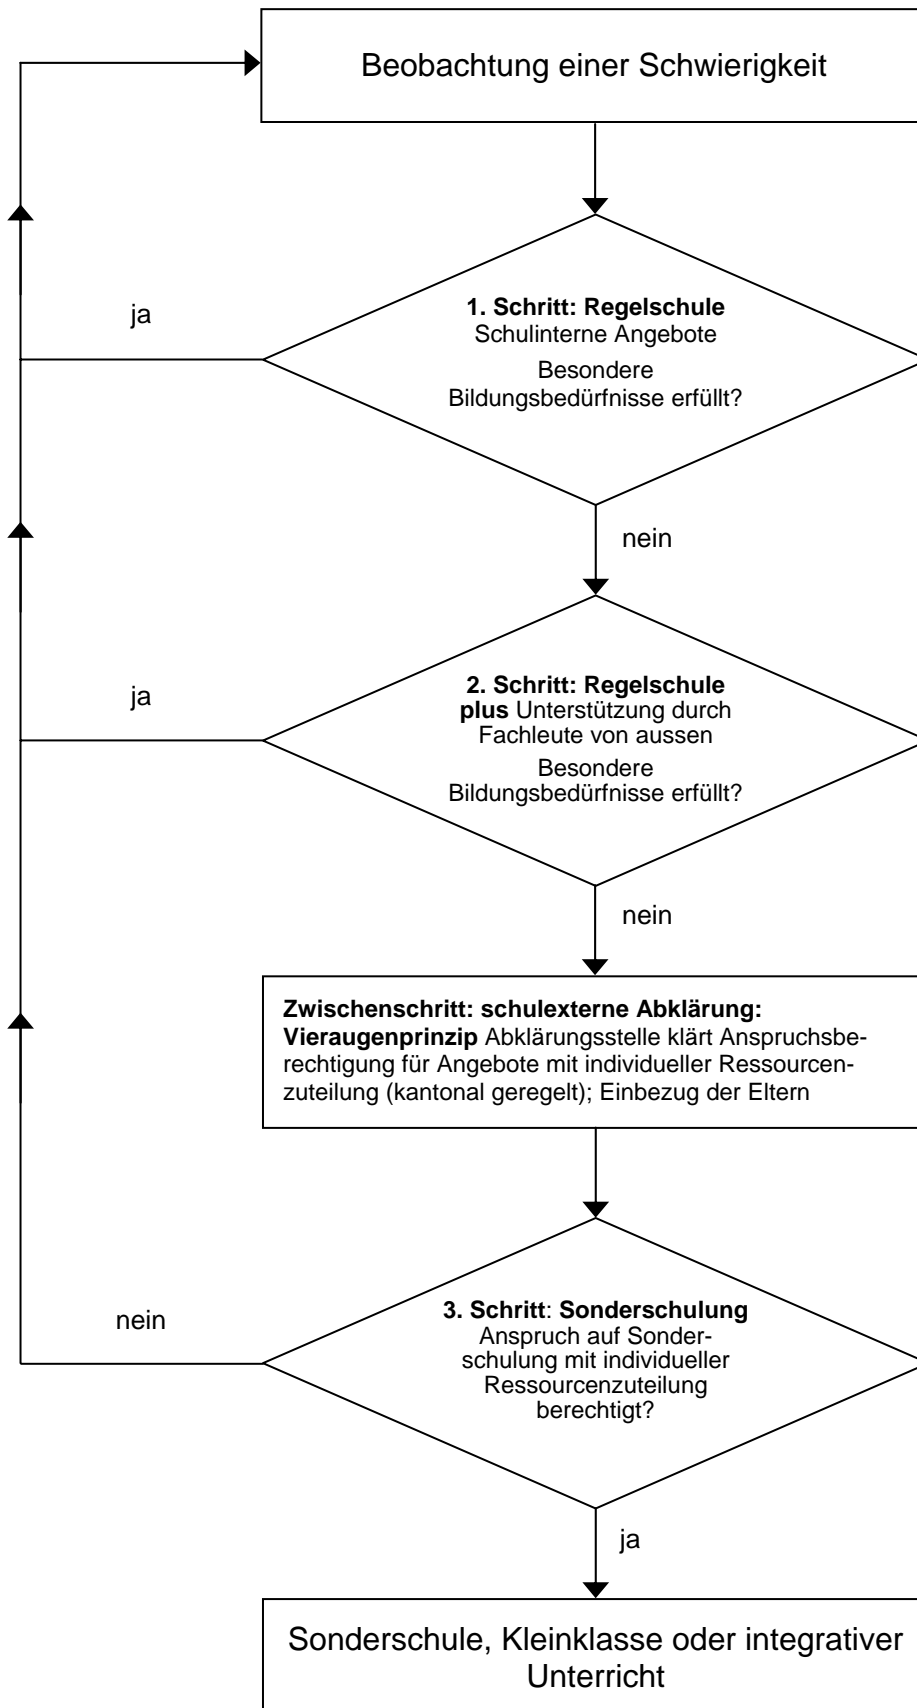 Beobachtung einer Schwierigkeit
ja
1. Schritt: Regelschule
Schulinterne Angebote
Besondere
Bildungsbedürfnisse erfüllt?
nein
ja
2. Schritt: Regelschule
plus Unterstützung durch
Fachleute von aussen
Besondere
Bildungsbedürfnisse erfüllt?
nein
Zwischenschritt: schulexterne Abklärung:
Vieraugenprinzip Abklärungsstelle klärt Anspruchsbe-
rechtigung für Angebote mit individueller Ressourcen-
zuteilung (kantonal geregelt); Einbezug der Eltern
nein
3. Schritt: Sonderschulung
Anspruch auf Sonder-
schulung mit individueller
Ressourcenzuteilung
berechtigt?
ja
Sonderschule, Kleinklasse oder integrativer
Unterricht